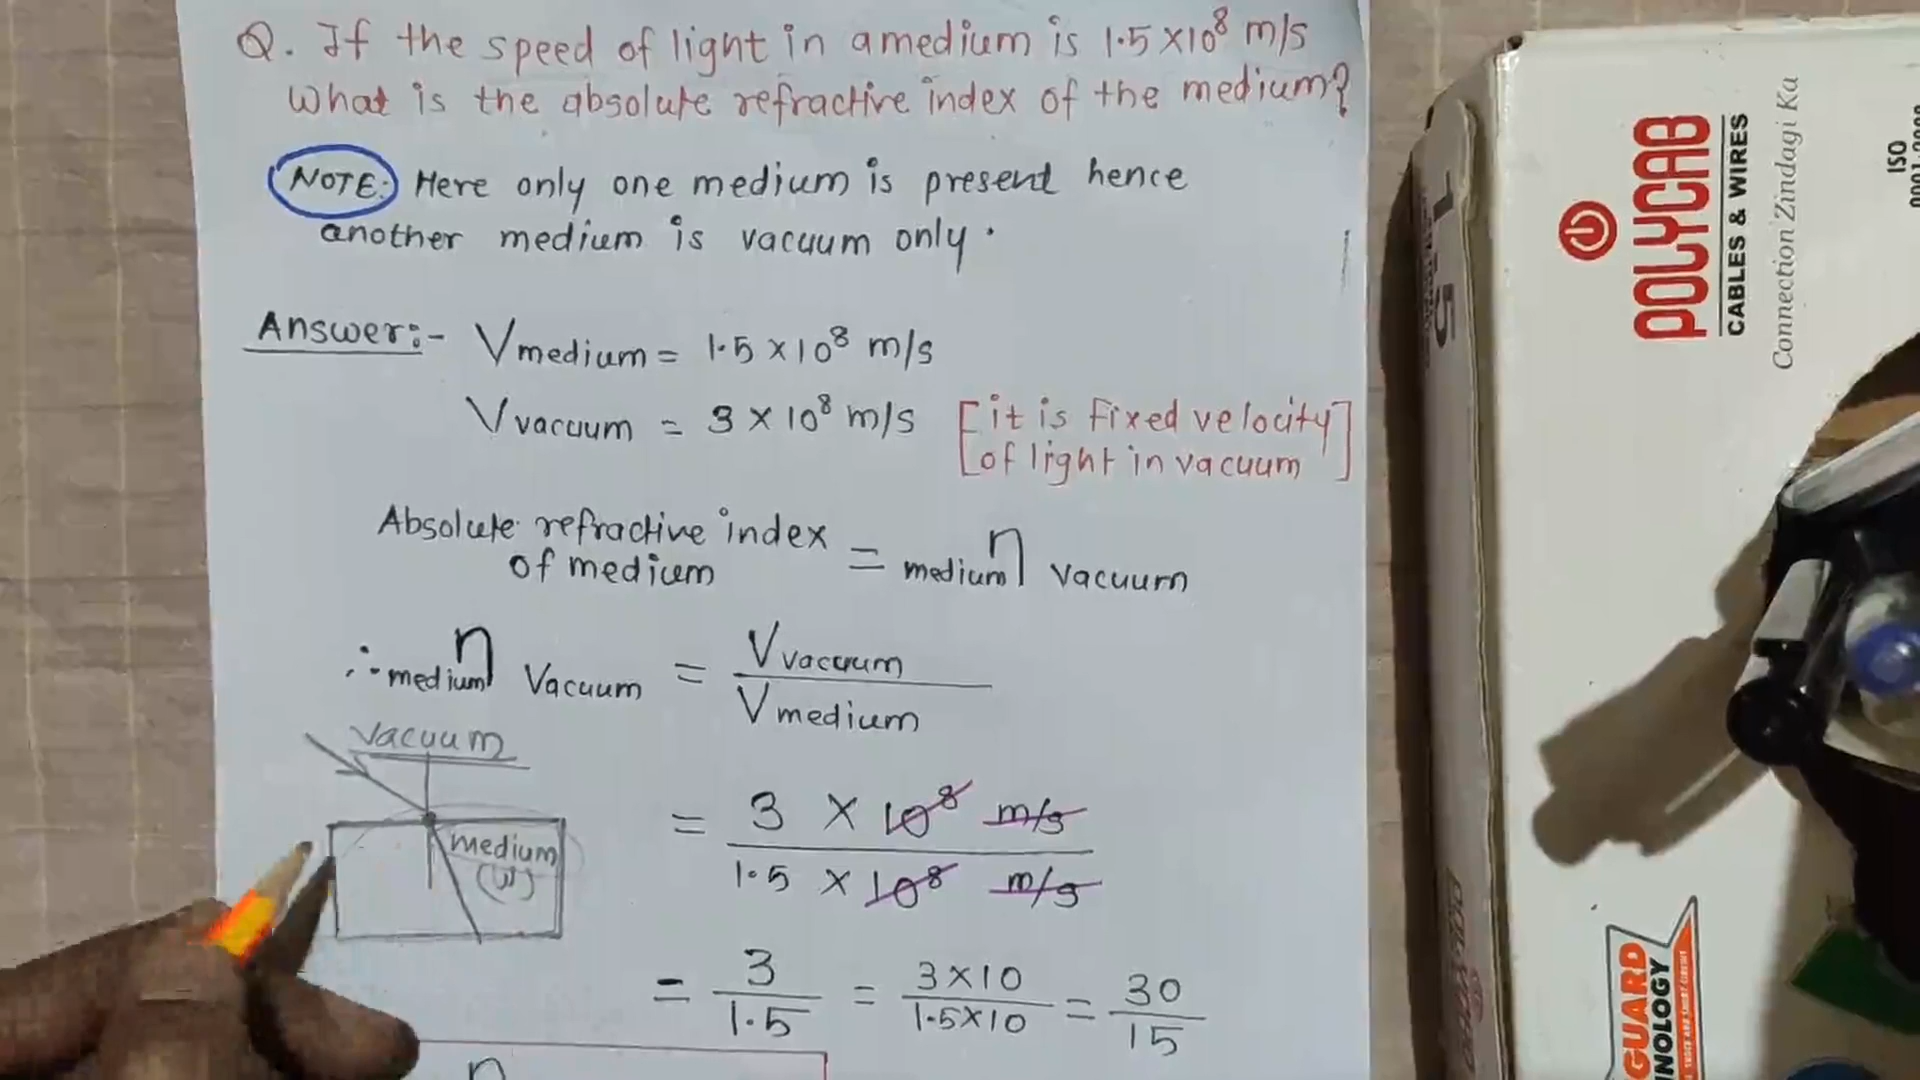 Q. If the speed of light in a medium is 1.5 × 10⁸ m/s
What is the absolute refractive index of the medium?
NOTE: Here only one medium is present hence
another medium is vacuum only.
Answer:- Vmedium = 1.5 × 10⁸ m/s
Vvacuum = 3 × 10⁸ m/s [it is fixed velocity
of light in vacuum]
Absolute refractive index
of medium = medium n vacuum
∴ medium n vacuum = Vvacuum / Vmedium
Vacuum
medium
(w)
= 3 × 10⁸ m/s / 1.5 × 10⁸ m/s
= 3 / 1.5 = 3×10 / 1.5×10 = 30 / 15
n
POLYCAB
CABLES & WIRES
Connection Zindagi Ka
ISO
1.5
GUARD
NOLOGY